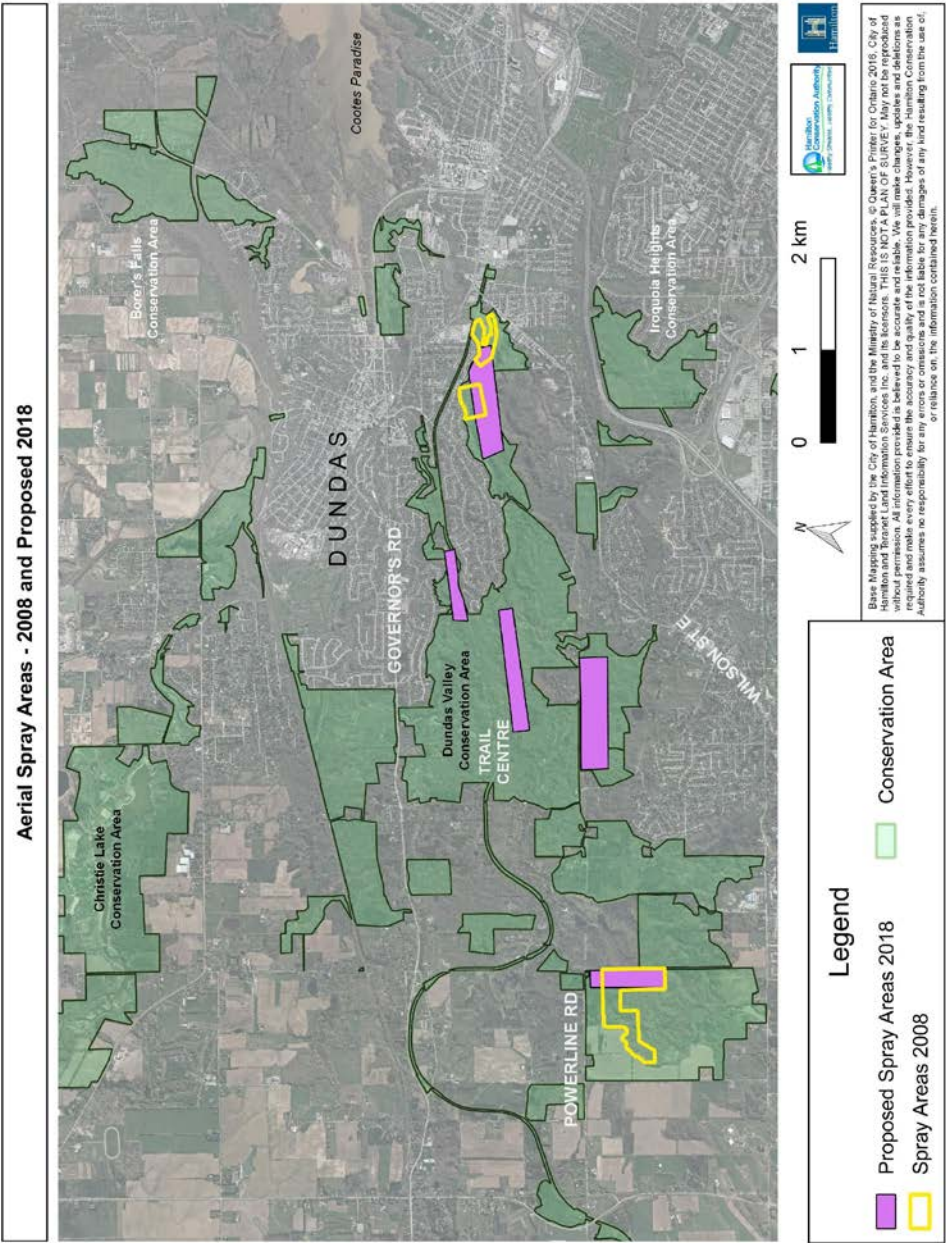 Aerial Spray Areas - 2008 and Proposed 2018
Christie Lake
Conservation Area
Borer's Falls
Conservation Area
Cootes Paradise
DUNDAS
GOVERNOR'S RD
Dundas Valley
Conservation Area
TRAIL
CENTRE
POWERLINE RD
WILSON ST E
Iroquoia Heights
Conservation Area
Legend
Proposed Spray Areas 2018
Spray Areas 2008
Conservation Area
N
0 1 2 km
Hamilton
Conservation Authority
Healthy Streams...Healthy Communities!
Hamilton
Base Mapping supplied by the City of Hamilton, and the Ministry of Natural Resources. © Queen's Printer for Ontario 2016, City of
Hamilton and Teranet Land Information Services Inc. and its licensors. THIS IS NOT A PLAN OF SURVEY. May not be reproduced
without permission. All information provided is believed to be accurate and reliable. We will make changes, updates and deletions as
required and make every effort to ensure the accuracy and quality of the information provided. However, the Hamilton Conservation
Authority assumes no responsibility for any errors or omissions and is not liable for any damages of any kind resulting from the use of,
or reliance on, the information contained herein.